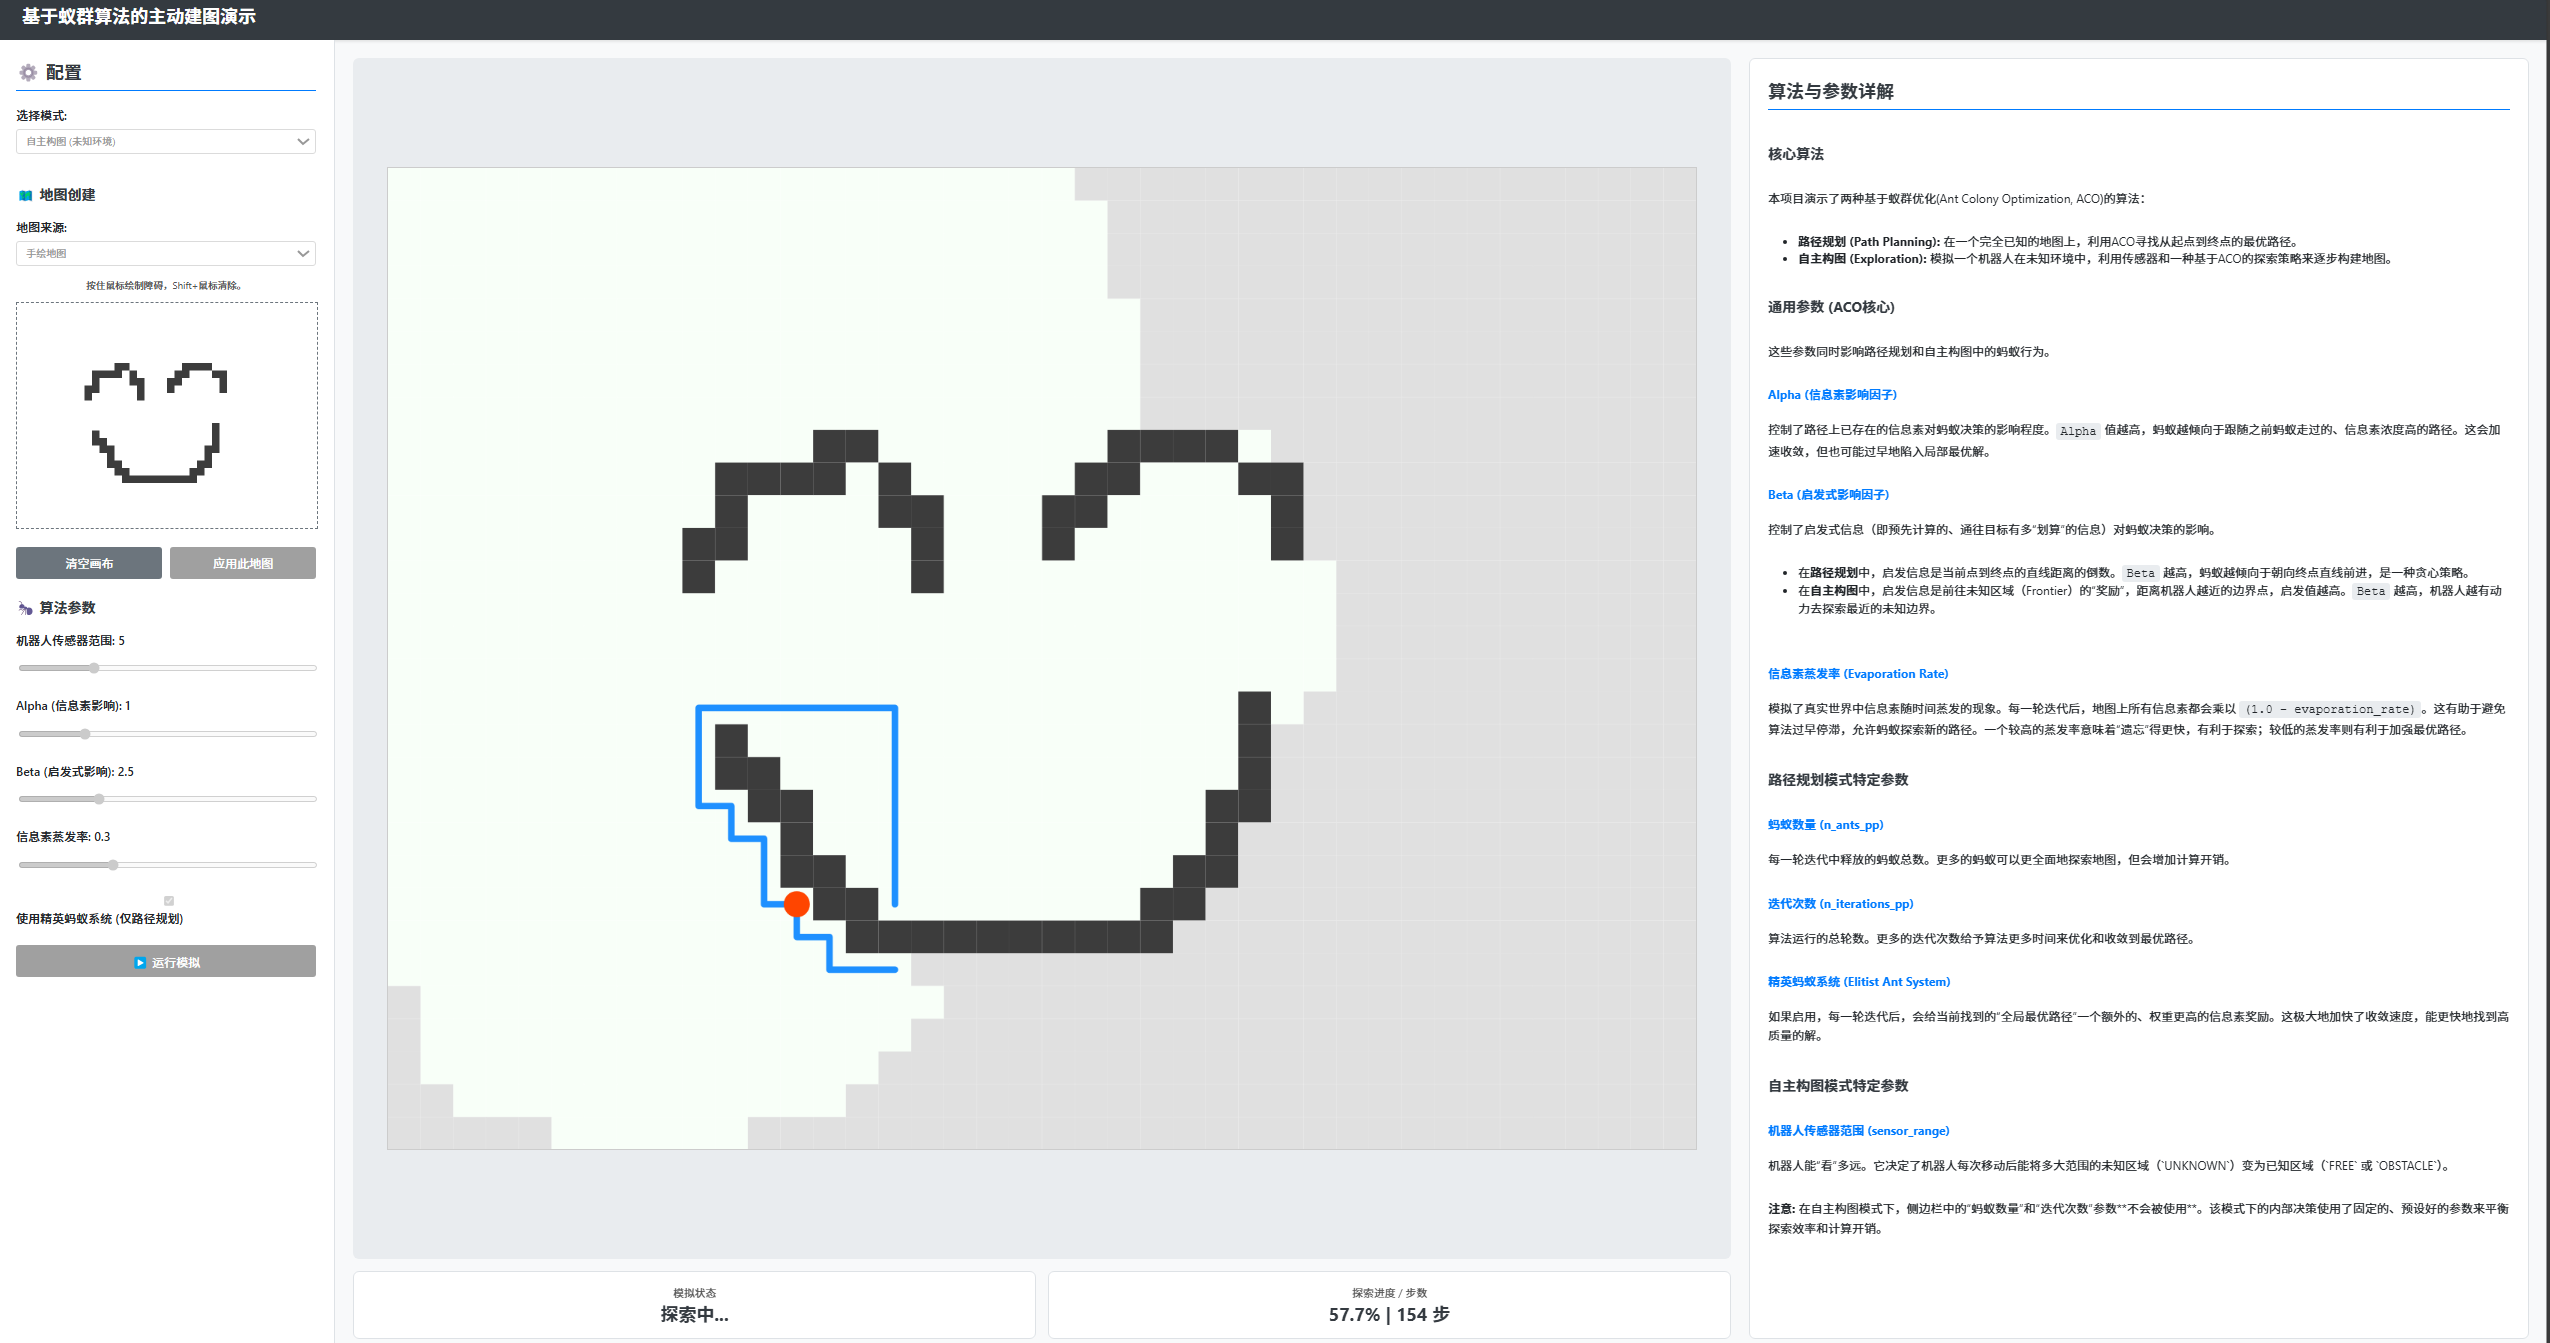 基于蚁群算法的主动建图演示
配置
选择模式:
自主构图 (未知环境)
地图创建
地图来源:
手绘地图
按住鼠标绘制障碍，Shift+鼠标清除。
清空画布
应用此地图
算法参数
机器人传感器范围: 5
Alpha (信息素影响): 1
Beta (启发式影响): 2.5
信息素蒸发率: 0.3
使用精英蚂蚁系统 (仅路径规划)
运行模拟
模拟状态
探索中...
探索进度 / 步数
57.7% | 154 步
算法与参数详解
核心算法
本项目演示了两种基于蚁群优化(Ant Colony Optimization, ACO)的算法：
• 路径规划 (Path Planning): 在一个完全已知的地图上，利用ACO寻找从起点到终点的最优路径。
• 自主构图 (Exploration): 模拟一个机器人在未知环境中，利用传感器和一种基于ACO的探索策略来逐步构建地图。
通用参数 (ACO核心)
这些参数同时影响路径规划和自主构图中的蚂蚁行为。
Alpha (信息素影响因子)
控制了路径上已存在的信息素对蚂蚁决策的影响程度。Alpha 值越高，蚂蚁越倾向于跟随之前蚂蚁走过的、信息素浓度高的路径。这会加
速收敛，但也可能过早地陷入局部最优解。
Beta (启发式影响因子)
控制了启发式信息（即预先计算的、通往目标有多“划算”的信息）对蚂蚁决策的影响。
• 在路径规划中，启发信息是当前点到终点的直线距离的倒数。Beta 越高，蚂蚁越倾向于朝向终点直线前进，是一种贪心策略。
• 在自主构图中，启发信息是前往未知区域（Frontier）的“奖励”，距离机器人越近的边界点，启发值越高。Beta 越高，机器人越有动
力去探索最近的未知边界。
信息素蒸发率 (Evaporation Rate)
模拟了真实世界中信息素随时间蒸发的现象。每一轮迭代后，地图上所有信息素都会乘以 (1.0 - evaporation_rate)。这有助于避免
算法过早停滞，允许蚂蚁探索新的路径。一个较高的蒸发率意味着“遗忘”得更快，有利于探索；较低的蒸发率则有利于加强最优路径。
路径规划模式特定参数
蚂蚁数量 (n_ants_pp)
每一轮迭代中释放的蚂蚁总数。更多的蚂蚁可以更全面地探索地图，但会增加计算开销。
迭代次数 (n_iterations_pp)
算法运行的总轮数。更多的迭代次数给予算法更多时间来优化和收敛到最优路径。
精英蚂蚁系统 (Elitist Ant System)
如果启用，每一轮迭代后，会给当前找到的“全局最优路径”一个额外的、权重更高的信息素奖励。这极大地加快了收敛速度，能更快地找到高
质量的解。
自主构图模式特定参数
机器人传感器范围 (sensor_range)
机器人能“看”多远。它决定了机器人每次移动后能将多大范围的未知区域（`UNKNOWN`）变为已知区域（`FREE` 或 `OBSTACLE`）。
注意: 在自主构图模式下，侧边栏中的“蚂蚁数量”和“迭代次数”参数**不会被使用**。该模式下的内部决策使用了固定的、预设好的参数来平衡
探索效率和计算开销。